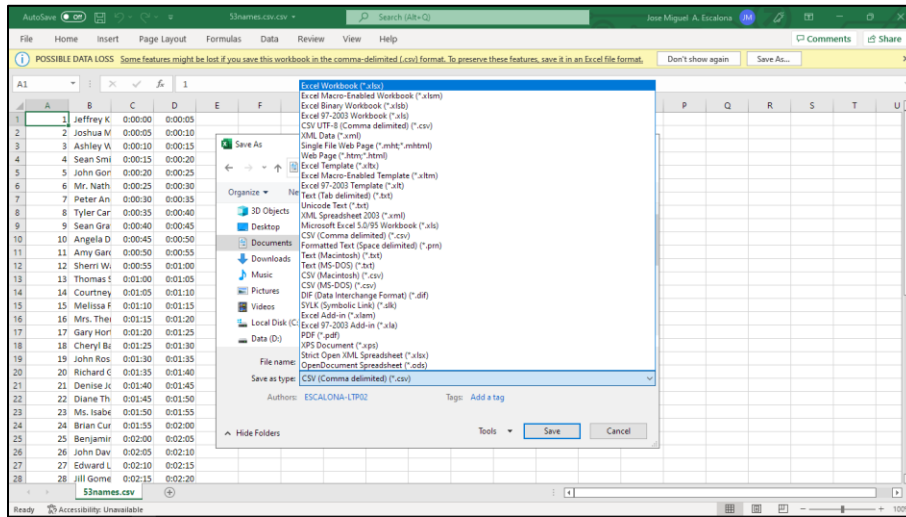 AutoSave Off 53names.csv.csv Search (Alt+Q) Jose Miguel A. Escalona JM
File Home Insert Page Layout Formulas Data Review View Help Comments Share
POSSIBLE DATA LOSS Some features might be lost if you save this workbook in the comma-delimited (.csv) format. To preserve these features, save it in an Excel file format. Don't show again Save As...
A1 fx 1
A B C D E F P Q R S T U
1 1 Jeffrey K 0:00:00 0:00:05
2 2 Joshua M 0:00:05 0:00:10
3 3 Ashley W 0:00:10 0:00:15
4 4 Sean Smi 0:00:15 0:00:20
5 5 John Gor 0:00:20 0:00:25
6 6 Mr. Nath 0:00:25 0:00:30
7 7 Peter An 0:00:30 0:00:35
8 8 Tyler Car 0:00:35 0:00:40
9 9 Sean Gra 0:00:40 0:00:45
10 10 Angela D 0:00:45 0:00:50
11 11 Amy Garc 0:00:50 0:00:55
12 12 Sherri Wi 0:00:55 0:01:00
13 13 Thomas S 0:01:00 0:01:05
14 14 Courtney 0:01:05 0:01:10
15 15 Melissa F 0:01:10 0:01:15
16 16 Mrs. Ther 0:01:15 0:01:20
17 17 Gary Hort 0:01:20 0:01:25
18 18 Cheryl Ba 0:01:25 0:01:30
19 19 John Ros 0:01:30 0:01:35
20 20 Richard G 0:01:35 0:01:40
21 21 Denise Jo 0:01:40 0:01:45
22 22 Diane Th 0:01:45 0:01:50
23 23 Ms. Isabe 0:01:50 0:01:55
24 24 Brian Cur 0:01:55 0:02:00
25 25 Benjamir 0:02:00 0:02:05
26 26 John Dav 0:02:05 0:02:10
27 27 Edward L 0:02:10 0:02:15
28 28 Jill Gome 0:02:15 0:02:20
Save As
Organize Ne
3D Objects
Desktop
Documents
Downloads
Music
Pictures
Videos
Local Disk (C:
Data (D:)
Excel Workbook (*.xlsx)
Excel Macro-Enabled Workbook (*.xlsm)
Excel Binary Workbook (*.xlsb)
Excel 97-2003 Workbook (*.xls)
CSV UTF-8 (Comma delimited) (*.csv)
XML Data (*.xml)
Single File Web Page (*.mht;*.mhtml)
Web Page (*.htm;*.html)
Excel Template (*.xltx)
Excel Macro-Enabled Template (*.xltm)
Excel 97-2003 Template (*.xlt)
Text (Tab delimited) (*.txt)
Unicode Text (*.txt)
XML Spreadsheet 2003 (*.xml)
Microsoft Excel 5.0/95 Workbook (*.xls)
CSV (Comma delimited) (*.csv)
Formatted Text (Space delimited) (*.prn)
Text (Macintosh) (*.txt)
Text (MS-DOS) (*.txt)
CSV (Macintosh) (*.csv)
CSV (MS-DOS) (*.csv)
DIF (Data Interchange Format) (*.dif)
SYLK (Symbolic Link) (*.slk)
Excel Add-in (*.xlam)
Excel 97-2003 Add-in (*.xla)
PDF (*.pdf)
XPS Document (*.xps)
Strict Open XML Spreadsheet (*.xlsx)
OpenDocument Spreadsheet (*.ods)
File name:
Save as type: CSV (Comma delimited) (*.csv)
Authors: ESCALONA-LTP02 Tags: Add a tag
Hide Folders Tools Save Cancel
53names.csv
Ready Accessibility: Unavailable 100